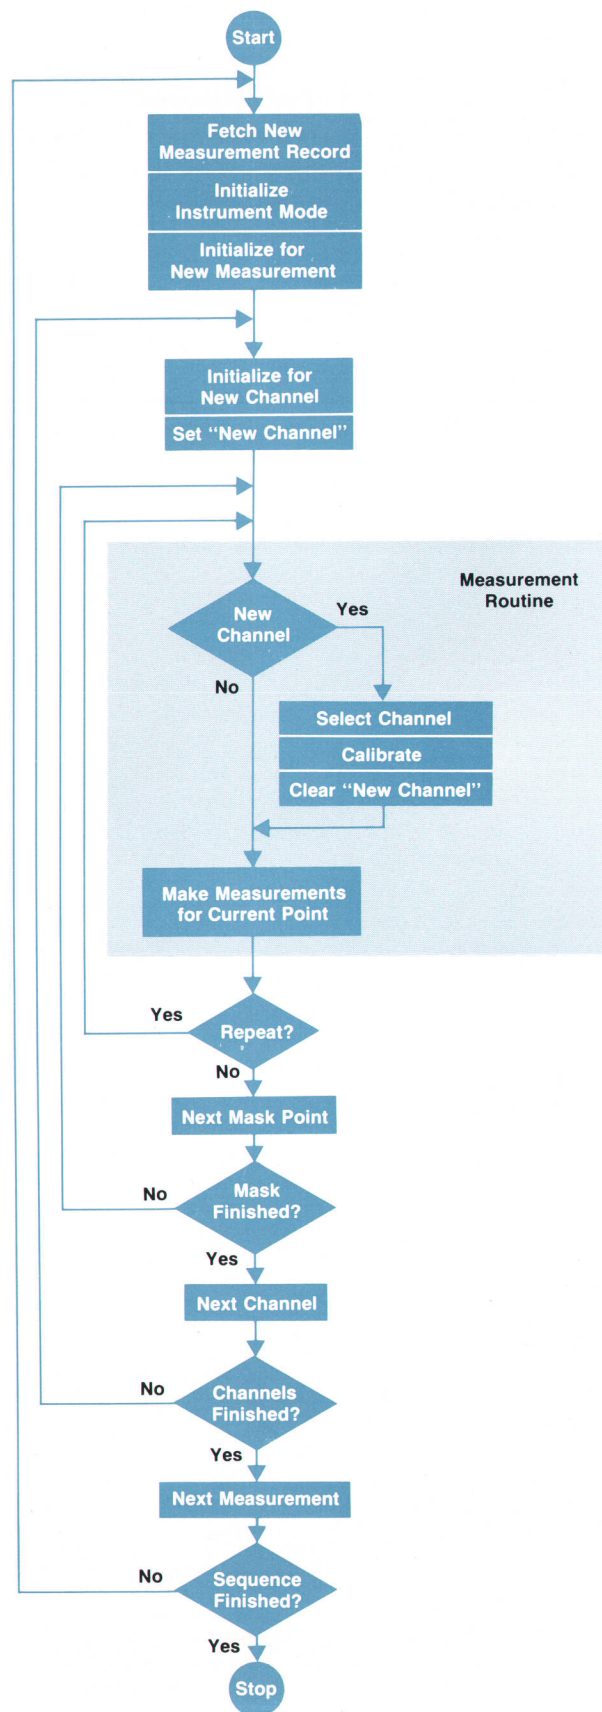 Start
Fetch New
Measurement Record
Initialize
Instrument Mode
Initialize for
New Measurement
Initialize for
New Channel
Set “New Channel”
Measurement
Routine
New
Channel
Yes
No
Select Channel
Calibrate
Clear “New Channel”
Make Measurements
for Current Point
Yes
Repeat?
No
Next Mask Point
No
Mask
Finished?
Yes
Next Channel
No
Channels
Finished?
Yes
Next Measurement
No
Sequence
Finished?
Yes
Stop